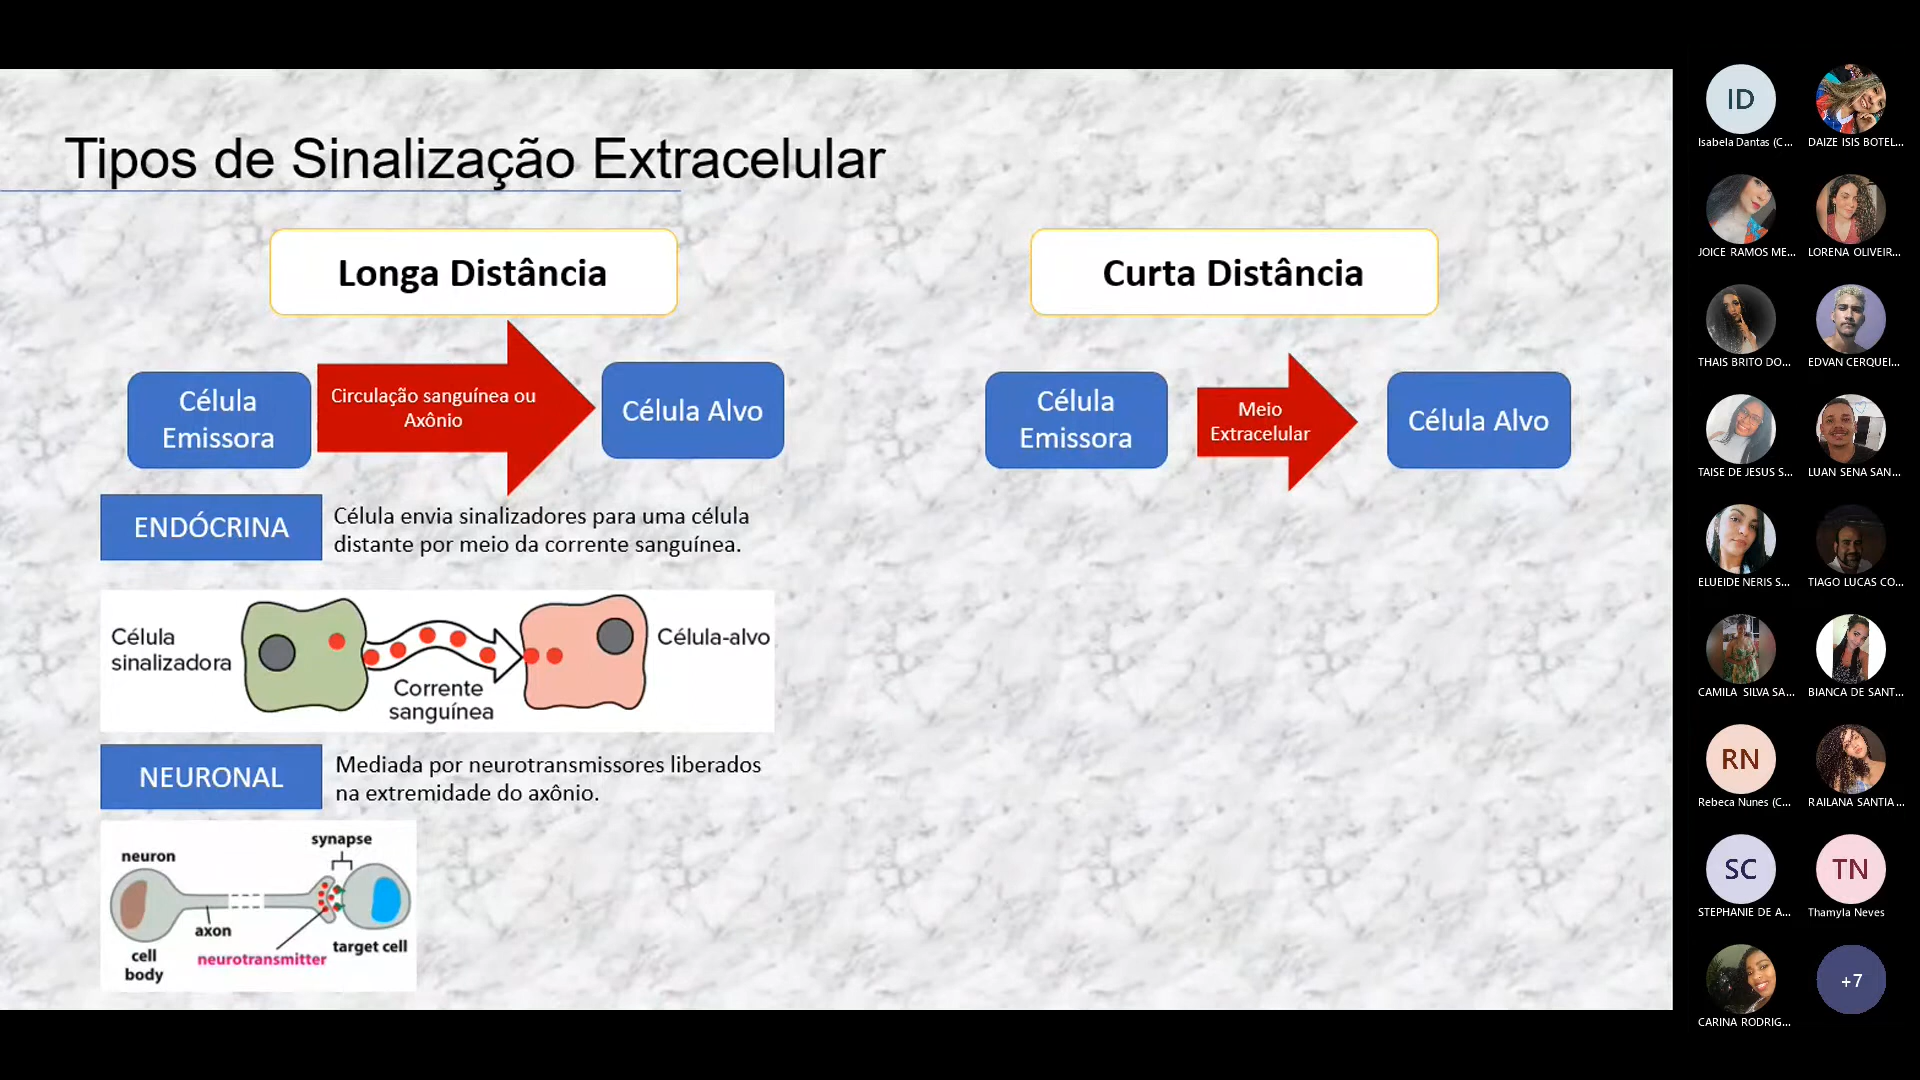 Tipos de Sinalização Extracelular
Longa Distância
Célula
Emissora
Circulação sanguínea ou
Axônio
Célula Alvo
ENDÓCRINA
Célula envia sinalizadores para uma célula
distante por meio da corrente sanguínea.
Célula
sinalizadora
Corrente
sanguínea
Célula-alvo
NEURONAL
Mediada por neurotransmissores liberados
na extremidade do axônio.
synapse
neuron
axon
cell
body
neurotransmitter
target cell
Curta Distância
Célula
Emissora
Meio
Extracelular
Célula Alvo
ID
Isabela Dantas (C...
DAIZE ISIS BOTEL...
JOICE RAMOS ME...
LORENA OLIVEIR...
THAIS BRITO DO...
EDVAN CERQUEI...
TAISE DE JESUS S...
LUAN SENA SAN...
ELUEIDE NERIS S...
TIAGO LUCAS CO...
CAMILA SILVA SA...
BIANCA DE SANT...
RN
Rebeca Nunes (C...
RAILANA SANTIA...
SC
STEPHANIE DE A...
TN
Thamyla Neves
CARINA RODRIG...
+7